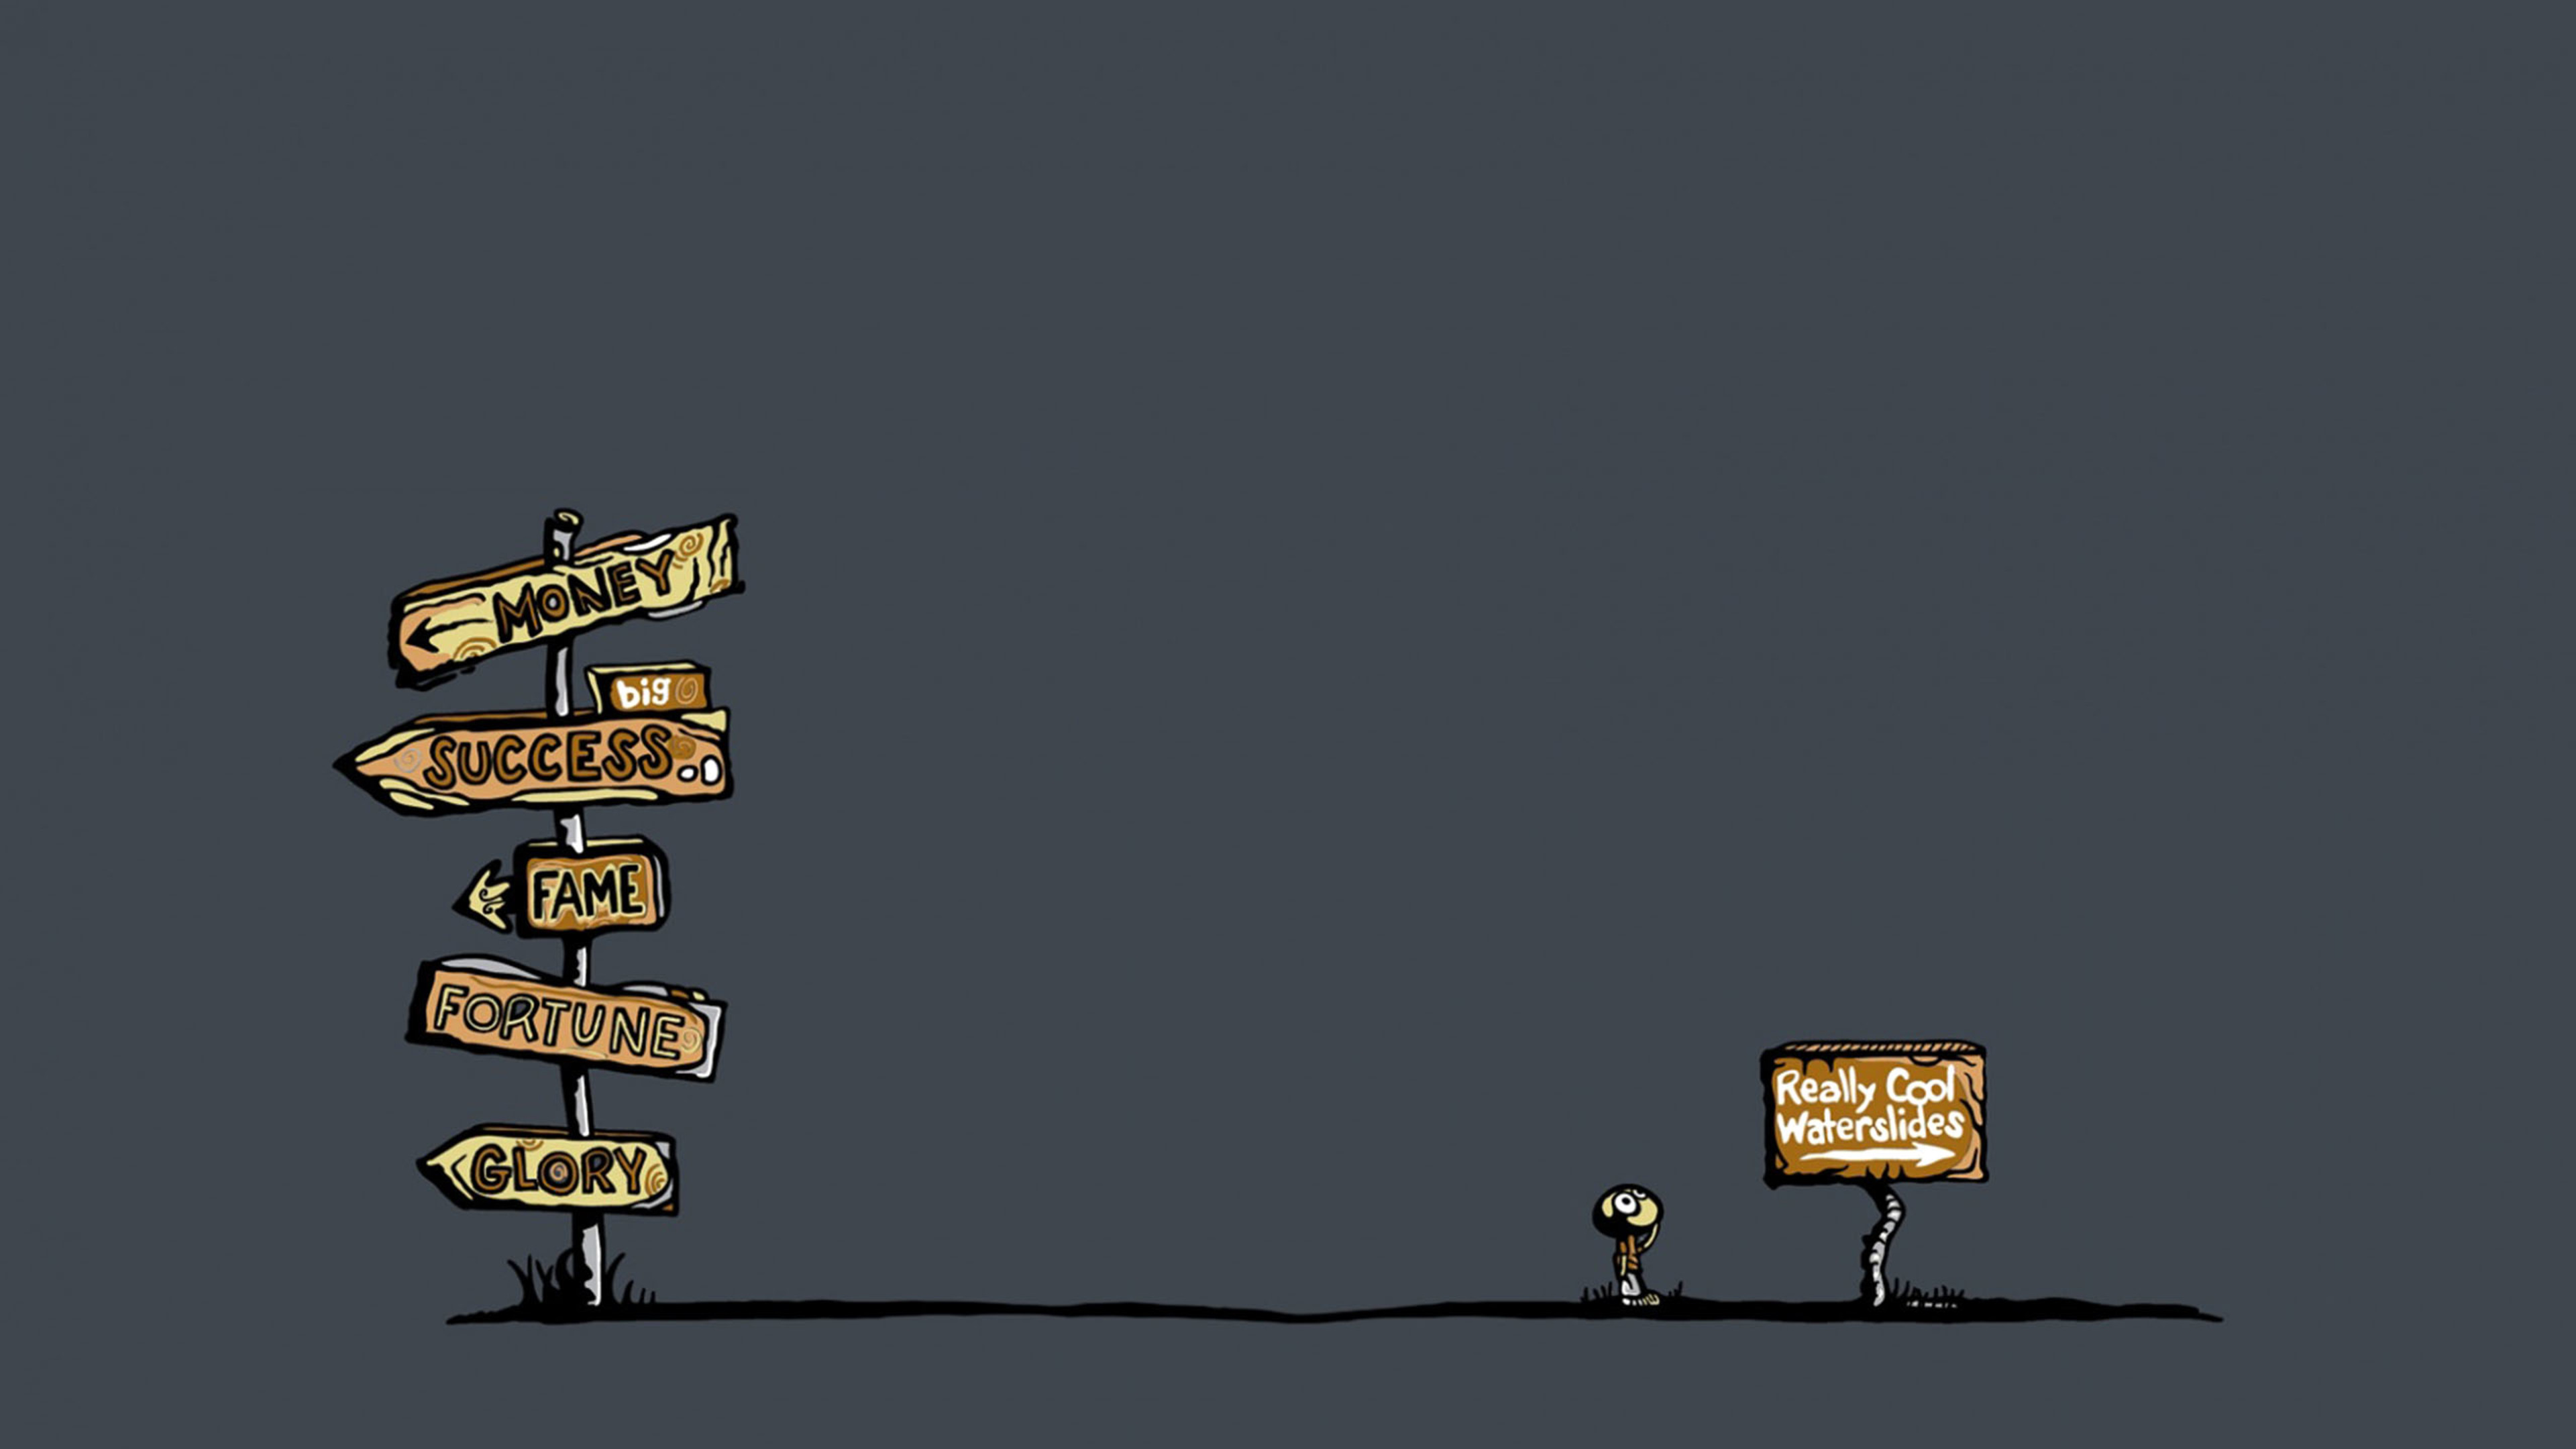 MONEY
big
SUCCESS
FAME
FORTUNE
GLORY
Really Cool
Waterslides